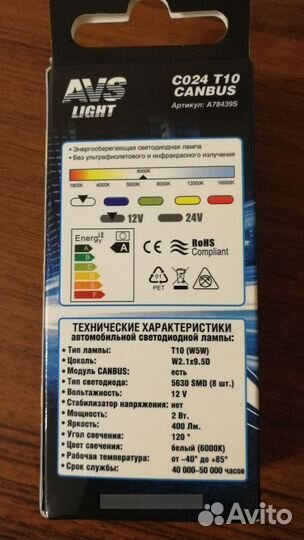 AVS
LIGHT
C024 T10
CANBUS
Артикул: A78439S
• Энергосберегающая светодиодная лампа
• Без ультрафиолетового и инфракрасного излучения
6000K
1800K 4000K 5500K 8000K 12000K 16000K
12V 24V
Energy
A
A
B
C
D
E
F
CE
RoHS
Compliant
01
PET
ТЕХНИЧЕСКИЕ ХАРАКТЕРИСТИКИ
автомобильной светодиодной лампы:
• Тип лампы: T10 (W5W)
• Цоколь: W2.1x9.5D
• Модуль CANBUS: есть
• Тип светодиода: 5630 SMD (8 шт.)
• Вольтажность: 12 V
• Стабилизатор напряжения: нет
• Мощность: 2 Вт.
• Яркость: 400 Лм.
• Угол свечения: 120 °
• Цвет свечения: белый (6000K)
• Рабочая температура: от -40° до +85°
• Срок службы: 40 000-50 000 часов
Avito